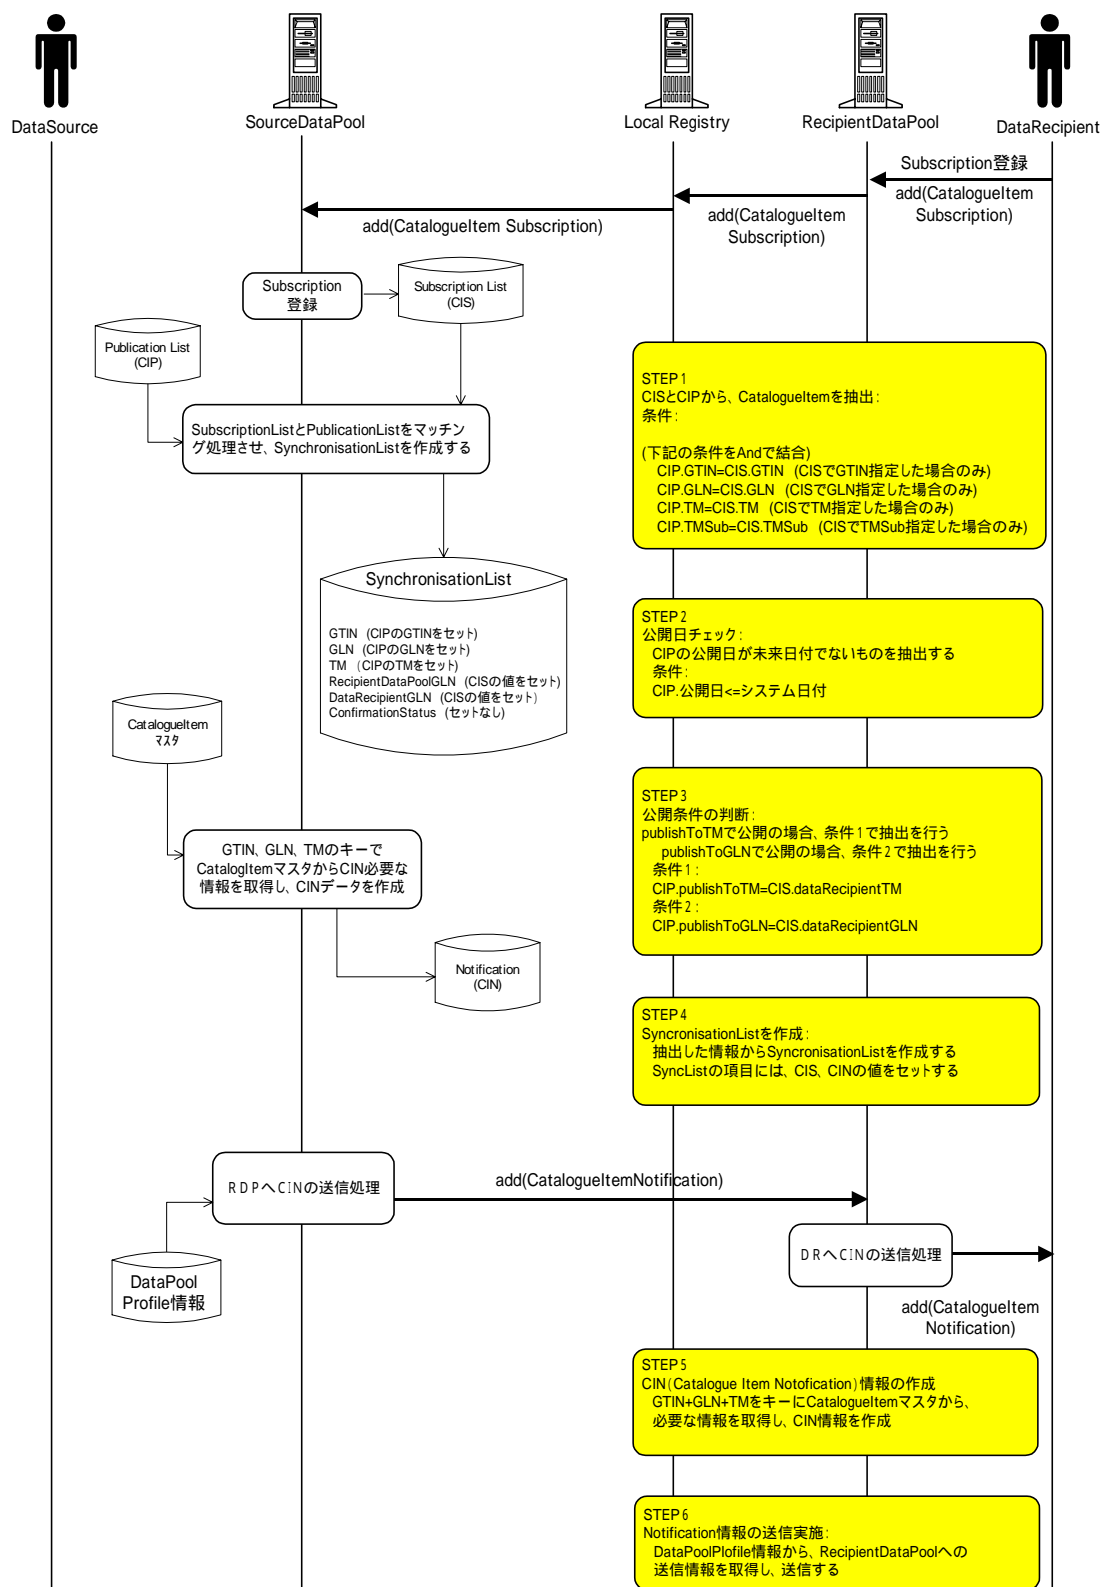 DataSource
SourceDataPool
Local Registry
RecipientDataPool
DataRecipient
Subscription登録
add(CatalogueItem
Subscription)
add(CatalogueItem
Subscription)
add(CatalogueItem Subscription)
Subscription
登録
Subscription List
(CIS)
Publication List
(CIP)
SubscriptionListとPublicationListをマッチン
グ処理させ、SynchronisationListを作成する
STEP1
CISとCIPから、CatalogueItemを抽出:
条件:
(下記の条件をAndで結合)
CIP.GTIN=CIS.GTIN (CISでGTIN指定した場合のみ)
CIP.GLN=CIS.GLN (CISでGLN指定した場合のみ)
CIP.TM=CIS.TM (CISでTM指定した場合のみ)
CIP.TMSub=CIS.TMSub (CISでTMSub指定した場合のみ)
SynchronisationList
GTIN (CIPのGTINをセット)
GLN (CIPのGLNをセット)
TM (CIPのTMをセット)
RecipientDataPoolGLN (CISの値をセット)
DataRecipientGLN (CISの値をセット)
ConfirmationStatus (セットなし)
STEP2
公開日チェック:
CIPの公開日が未来日付でないものを抽出する
条件:
CIP.公開日<=システム日付
CatalogueItem
マスタ
STEP3
公開条件の判断:
publishToTMで公開の場合、条件1で抽出を行う
publishToGLNで公開の場合、条件2で抽出を行う
条件1:
CIP.publishToTM=CIS.dataRecipientTM
条件2:
CIP.publishToGLN=CIS.dataRecipientGLN
GTIN、GLN、TMのキーで
CatalogItemマスタからCIN必要な
情報を取得し、CINデータを作成
Notification
(CIN)
STEP4
SyncronisationListを作成:
抽出した情報からSyncronisationListを作成する
SyncListの項目には、CIS、CINの値をセットする
RDPへCINの送信処理
add(CatalogueItemNotification)
DRへCINの送信処理
DataPool
Profile情報
add(CatalogueItem
Notification)
STEP5
CIN(Catalogue Item Notofication)情報の作成
GTIN+GLN+TMをキーにCatalogueItemマスタから、
必要な情報を取得し、CIN情報を作成
STEP6
Notification情報の送信実施:
DataPoolPlofile情報から、RecipientDataPoolへの
送信情報を取得し、送信する